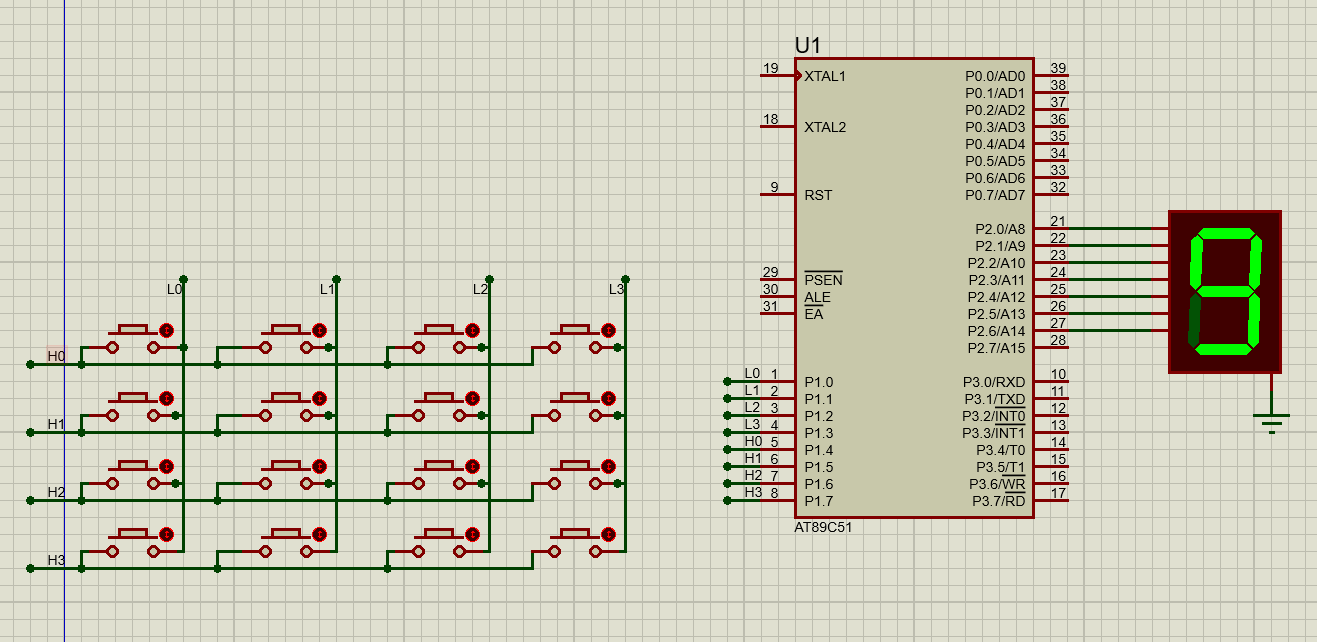 U1
19 XTAL1 P0.0/AD0 39
P0.1/AD1 38
P0.2/AD2 37
18 XTAL2 P0.3/AD3 36
P0.4/AD4 35
P0.5/AD5 34
P0.6/AD6 33
9 RST P0.7/AD7 32
P2.0/A8 21
P2.1/A9 22
P2.2/A10 23
29 PSEN P2.3/A11 24
30 ALE P2.4/A12 25
31 EA P2.5/A13 26
P2.6/A14 27
P2.7/A15 28
L0 1 P1.0 P3.0/RXD 10
L1 2 P1.1 P3.1/TXD 11
L2 3 P1.2 P3.2/INT0 12
L3 4 P1.3 P3.3/INT1 13
H0 5 P1.4 P3.4/T0 14
H1 6 P1.5 P3.5/T1 15
H2 7 P1.6 P3.6/WR 16
H3 8 P1.7 P3.7/RD 17
AT89C51
L0 L1 L2 L3
H0
H1
H2
H3
9